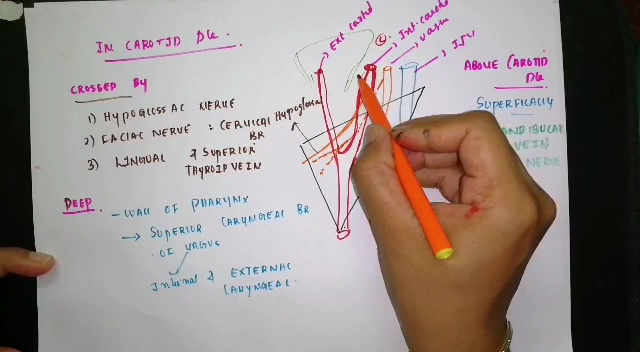 IN CAROTID Δle.
CROSSED BY
1) HYPOGLOSSAL NERVE
2) FACIAL NERVE : CERVICAL BR
3) LINGUAL & SUPERIOR
THYROID VEIN
DEEP.
- WALL OF PHARYNX
→ SUPERIOR LARYNGEAL BR
OF VAGUS
Internal & EXTERNAL
LARYNGEAL.
Ext carotid
Int. carotid
vagus
IJV
Hypoglossal
ABOVE CAROTID
Δle
SUPERFICALLY
ANDIBULAR
VEIN
NERVE